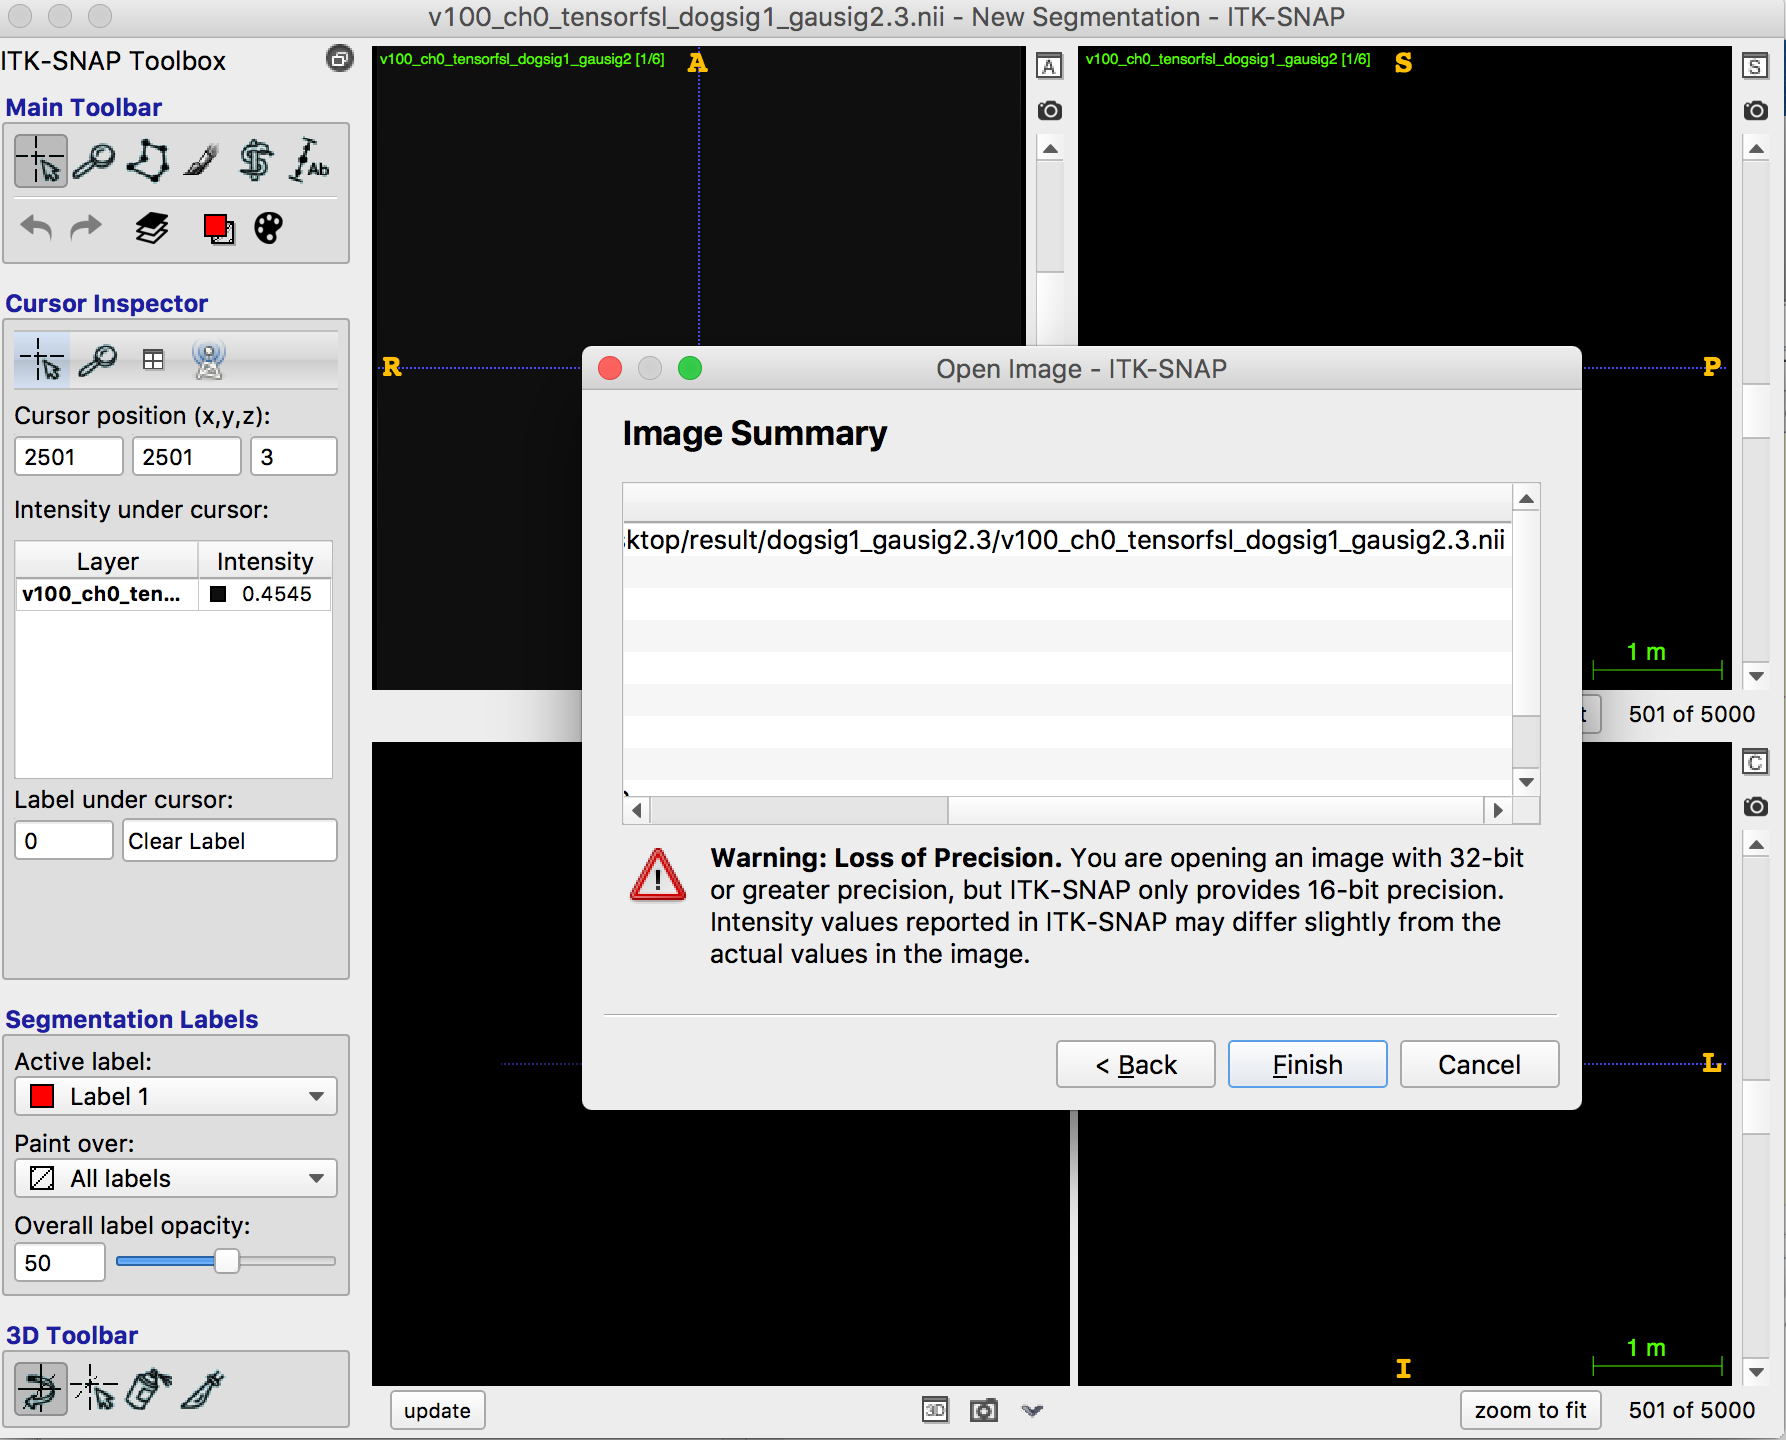 v100_ch0_tensorfsl_dogsig1_gausig2.3.nii - New Segmentation - ITK-SNAP
ITK-SNAP Toolbox
Main Toolbar
Ab
Cursor Inspector
Cursor position (x,y,z):
2501 2501 3
Intensity under cursor:
Layer Intensity
v100_ch0_ten... 0.4545
Label under cursor:
0 Clear Label
Segmentation Labels
Active label:
Label 1
Paint over:
All labels
Overall label opacity:
50
3D Toolbar
v100_ch0_tensorfsl_dogsig1_gausig2 [1/6]
A
A
R
v100_ch0_tensorfsl_dogsig1_gausig2 [1/6]
S
S
P
1 m
t 501 of 5000
Open Image - ITK-SNAP
Image Summary
ktop/result/dogsig1_gausig2.3/v100_ch0_tensorfsl_dogsig1_gausig2.3.nii
Warning: Loss of Precision. You are opening an image with 32-bit
or greater precision, but ITK-SNAP only provides 16-bit precision.
Intensity values reported in ITK-SNAP may differ slightly from the
actual values in the image.
< Back Finish Cancel
C
L
1 m
I
update
3D
zoom to fit 501 of 5000